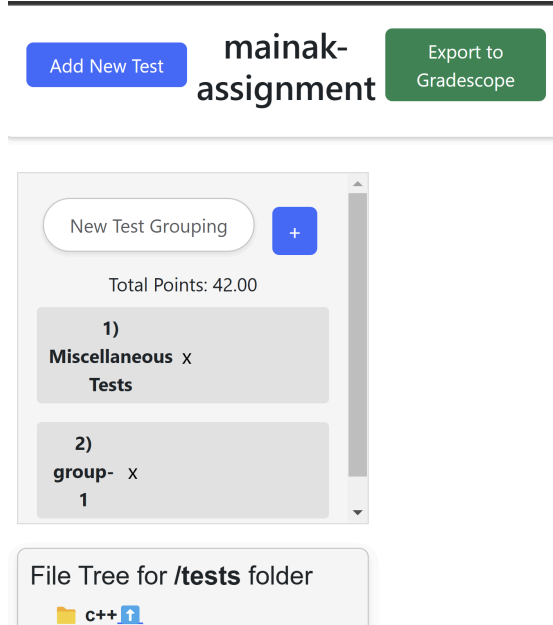 Add New Test
mainak-
assignment
Export to
Gradescope
New Test Grouping
+
Total Points: 42.00
1)
Miscellaneous x
Tests
2)
group- x
1
File Tree for /tests folder
c++